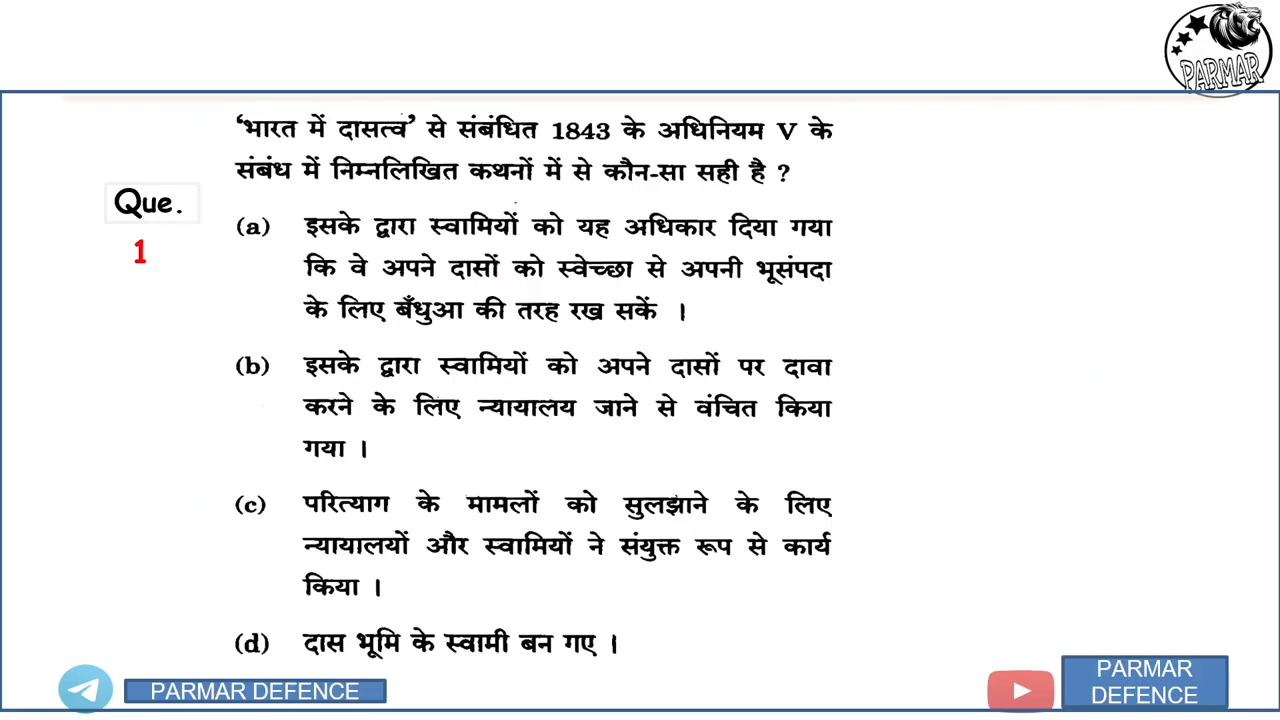 PARMAR
'भारत में दासत्व' से संबंधित 1843 के अधिनियम V के
संबंध में निम्नलिखित कथनों में से कौन-सा सही है ?
Que.
1
(a) इसके द्वारा स्वामियों को यह अधिकार दिया गया
कि वे अपने दासों को स्वेच्छा से अपनी भूसंपदा
के लिए बँधुआ की तरह रख सकें ।
(b) इसके द्वारा स्वामियों को अपने दासों पर दावा
करने के लिए न्यायालय जाने से वंचित किया
गया ।
(c) परित्याग के मामलों को सुलझाने के लिए
न्यायालयों और स्वामियों ने संयुक्त रूप से कार्य
किया ।
(d) दास भूमि के स्वामी बन गए ।
PARMAR DEFENCE
PARMAR
DEFENCE